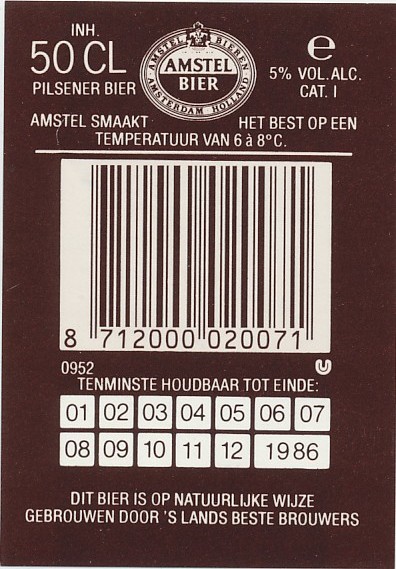 INH.
50 CL
PILSENER BIER
AMSTEL BIEREN
AMSTEL
BIER
AMSTERDAM HOLLAND
e
5% VOL. ALC.
CAT. I
AMSTEL SMAAKT HET BEST OP EEN
TEMPERATUUR VAN 6 à 8°C.
8 712000 020071
0952
TENMINSTE HOUDBAAR TOT EINDE:
01 02 03 04 05 06 07
08 09 10 11 12 1986
DIT BIER IS OP NATUURLIJKE WIJZE
GEBROUWEN DOOR 'S LANDS BESTE BROUWERS